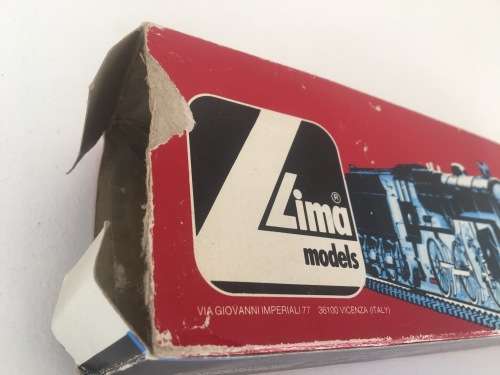 Lima®
models
VIA GIOVANNI IMPERIALI 77 36100 VICENZA (ITALY)